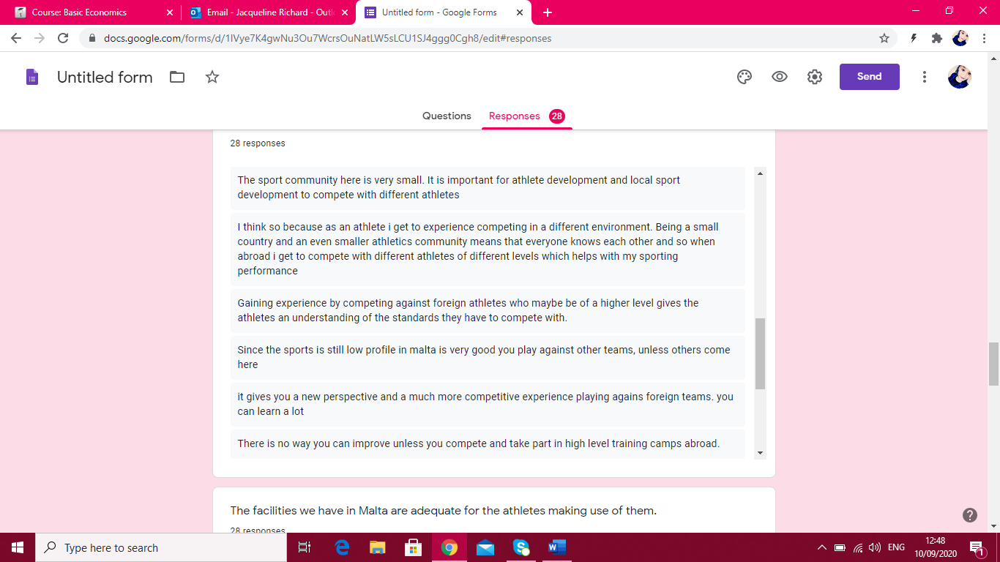 Course: Basic Economics
Email - Jacqueline Richard - Outl
Untitled form - Google Forms
docs.google.com/forms/d/1IVye7K4gwNu3Ou7WcrsOuNatLW5sLCU1SJ4ggg0Cgh8/edit#responses
Untitled form
Send
Questions
Responses 28
28 responses
The sport community here is very small. It is important for athlete development and local sport
development to compete with different athletes
I think so because as an athlete i get to experience competing in a different environment. Being a small
country and an even smaller athletics community means that everyone knows each other and so when
abroad i get to compete with different athletes of different levels which helps with my sporting
performance
Gaining experience by competing against foreign athletes who maybe be of a higher level gives the
athletes an understanding of the standards they have to compete with.
Since the sports is still low profile in malta is very good you play against other teams, unless others come
here
it gives you a new perspective and a much more competitive experience playing agains foreign teams. you
can learn a lot
There is no way you can improve unless you compete and take part in high level training camps abroad.
The facilities we have in Malta are adequate for the athletes making use of them.
28 responses
Type here to search
ENG
12:48
10/09/2020
1